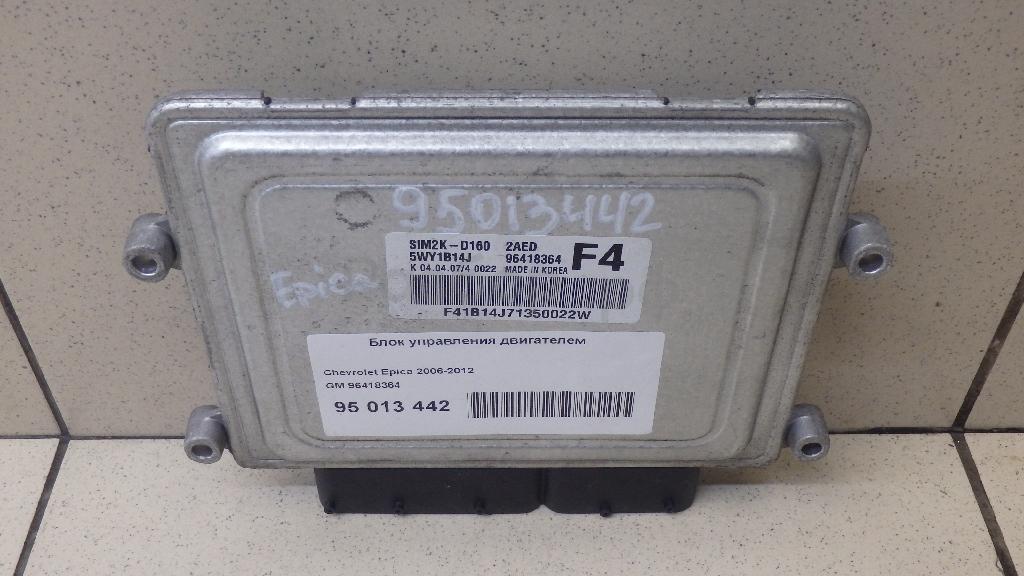 95013442
SIM2K-D160 2AED
5WY1B14J 96418364 F4
K 04.04.07/4 0022 MADE IN KOREA
F41B14J71350022W
Epica
Блок управления двигателем
Chevrolet Epica 2006-2012
GM 96418364
95 013 442